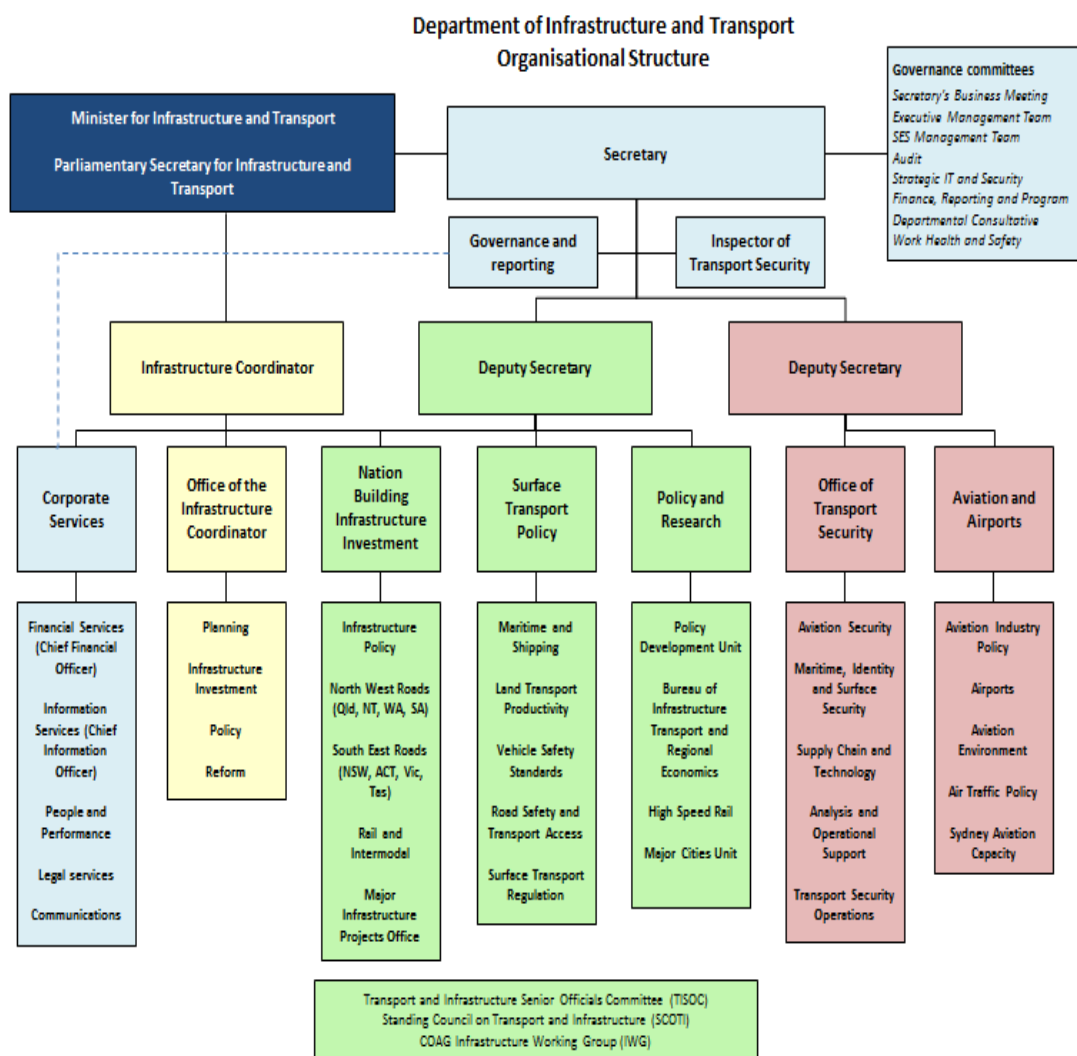 Department of Infrastructure and Transport
Organisational Structure
Governance committees
Secretary's Business Meeting
Executive Management Team
SES Management Team
Audit
Strategic IT and Security
Finance, Reporting and Program
Departmental Consultative
Work Health and Safety
Minister for Infrastructure and Transport
Parliamentary Secretary for Infrastructure and
Transport
Secretary
Governance and
reporting
Inspector of
Transport Security
Infrastructure Coordinator
Deputy Secretary
Deputy Secretary
Corporate
Services
Office of the
Infrastructure
Coordinator
Nation
Building
Infrastructure
Investment
Surface
Transport
Policy
Policy and
Research
Office of
Transport
Security
Aviation and
Airports
Financial Services
(Chief Financial
Officer)
Information
Services (Chief
Information
Officer)
People and
Performance
Legal services
Communications
Planning
Infrastructure
Investment
Policy
Reform
Infrastructure
Policy
North West Roads
(Qld, NT, WA, SA)
South East Roads
(NSW, ACT, Vic,
Tas)
Rail and
Intermodal
Major
Infrastructure
Projects Office
Maritime and
Shipping
Land Transport
Productivity
Vehicle Safety
Standards
Road Safety and
Transport Access
Surface Transport
Regulation
Policy
Development Unit
Bureau of
Infrastructure
Transport and
Regional
Economics
High Speed Rail
Major Cities Unit
Aviation Security
Maritime, Identity
and Surface
Security
Supply Chain and
Technology
Analysis and
Operational
Support
Transport Security
Operations
Aviation Industry
Policy
Airports
Aviation
Environment
Air Traffic Policy
Sydney Aviation
Capacity
Transport and Infrastructure Senior Officials Committee (TISOC)
Standing Council on Transport and Infrastructure (SCOTI)
COAG Infrastructure Working Group (IWG)